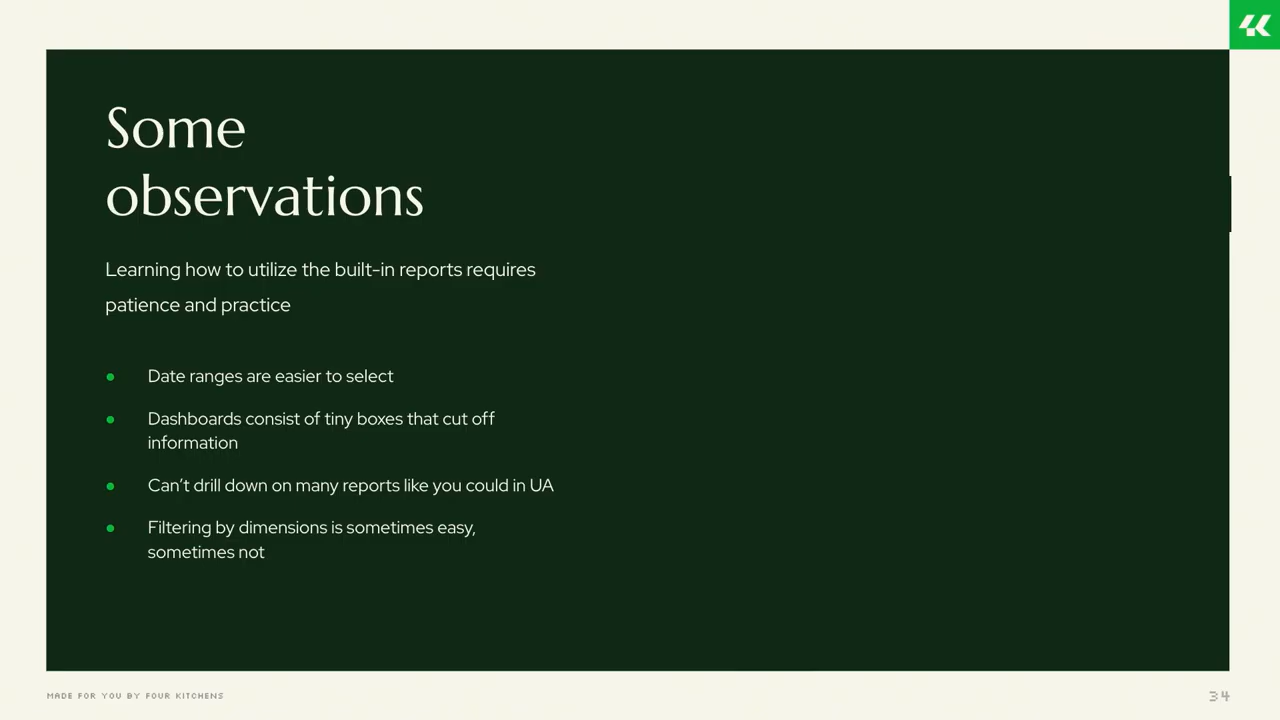 Some
observations
Learning how to utilize the built-in reports requires
patience and practice
Date ranges are easier to select
Dashboards consist of tiny boxes that cut off
information
Can’t drill down on many reports like you could in UA
Filtering by dimensions is sometimes easy,
sometimes not
MADE FOR YOU BY FOUR KITCHENS
34